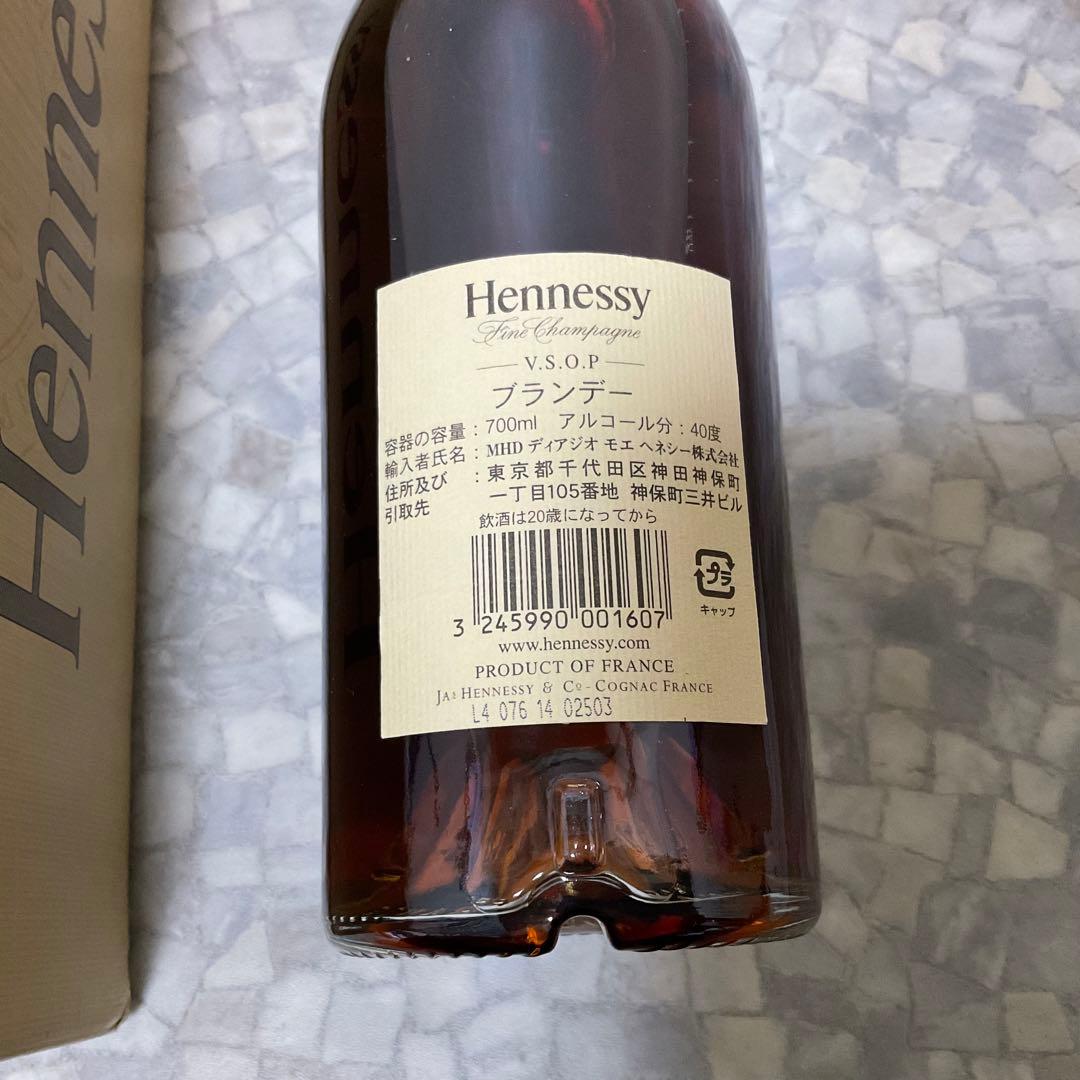 Hennes
Hennessy
Fine Champagne
V.S.O.P
ブランデー
容器の容量：700ml アルコール分：40度
輸入者氏名：MHD ディアジオ モエ ヘネシー株式会社
住所及び：東京都千代田区神田神保町
引取先 一丁目105番地 神保町三井ビル
飲酒は20歳になってから
プラ
キャップ
3 245990 001607
www.hennessy.com
PRODUCT OF FRANCE
JAS HENNESSY & Co - COGNAC FRANCE
L4 076 14 02503